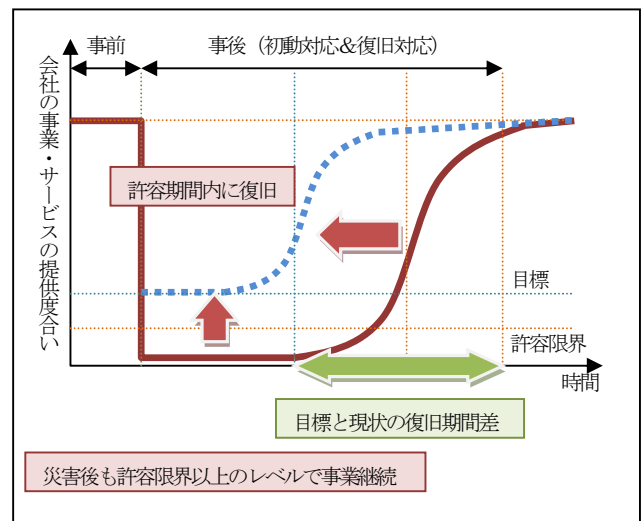 事前
事後（初動対応&復旧対応）
会社の事業・サービスの提供度合い
許容期間内に復旧
目標
許容限界
時間
目標と現状の復旧期間差
災害後も許容限界以上のレベルで事業継続